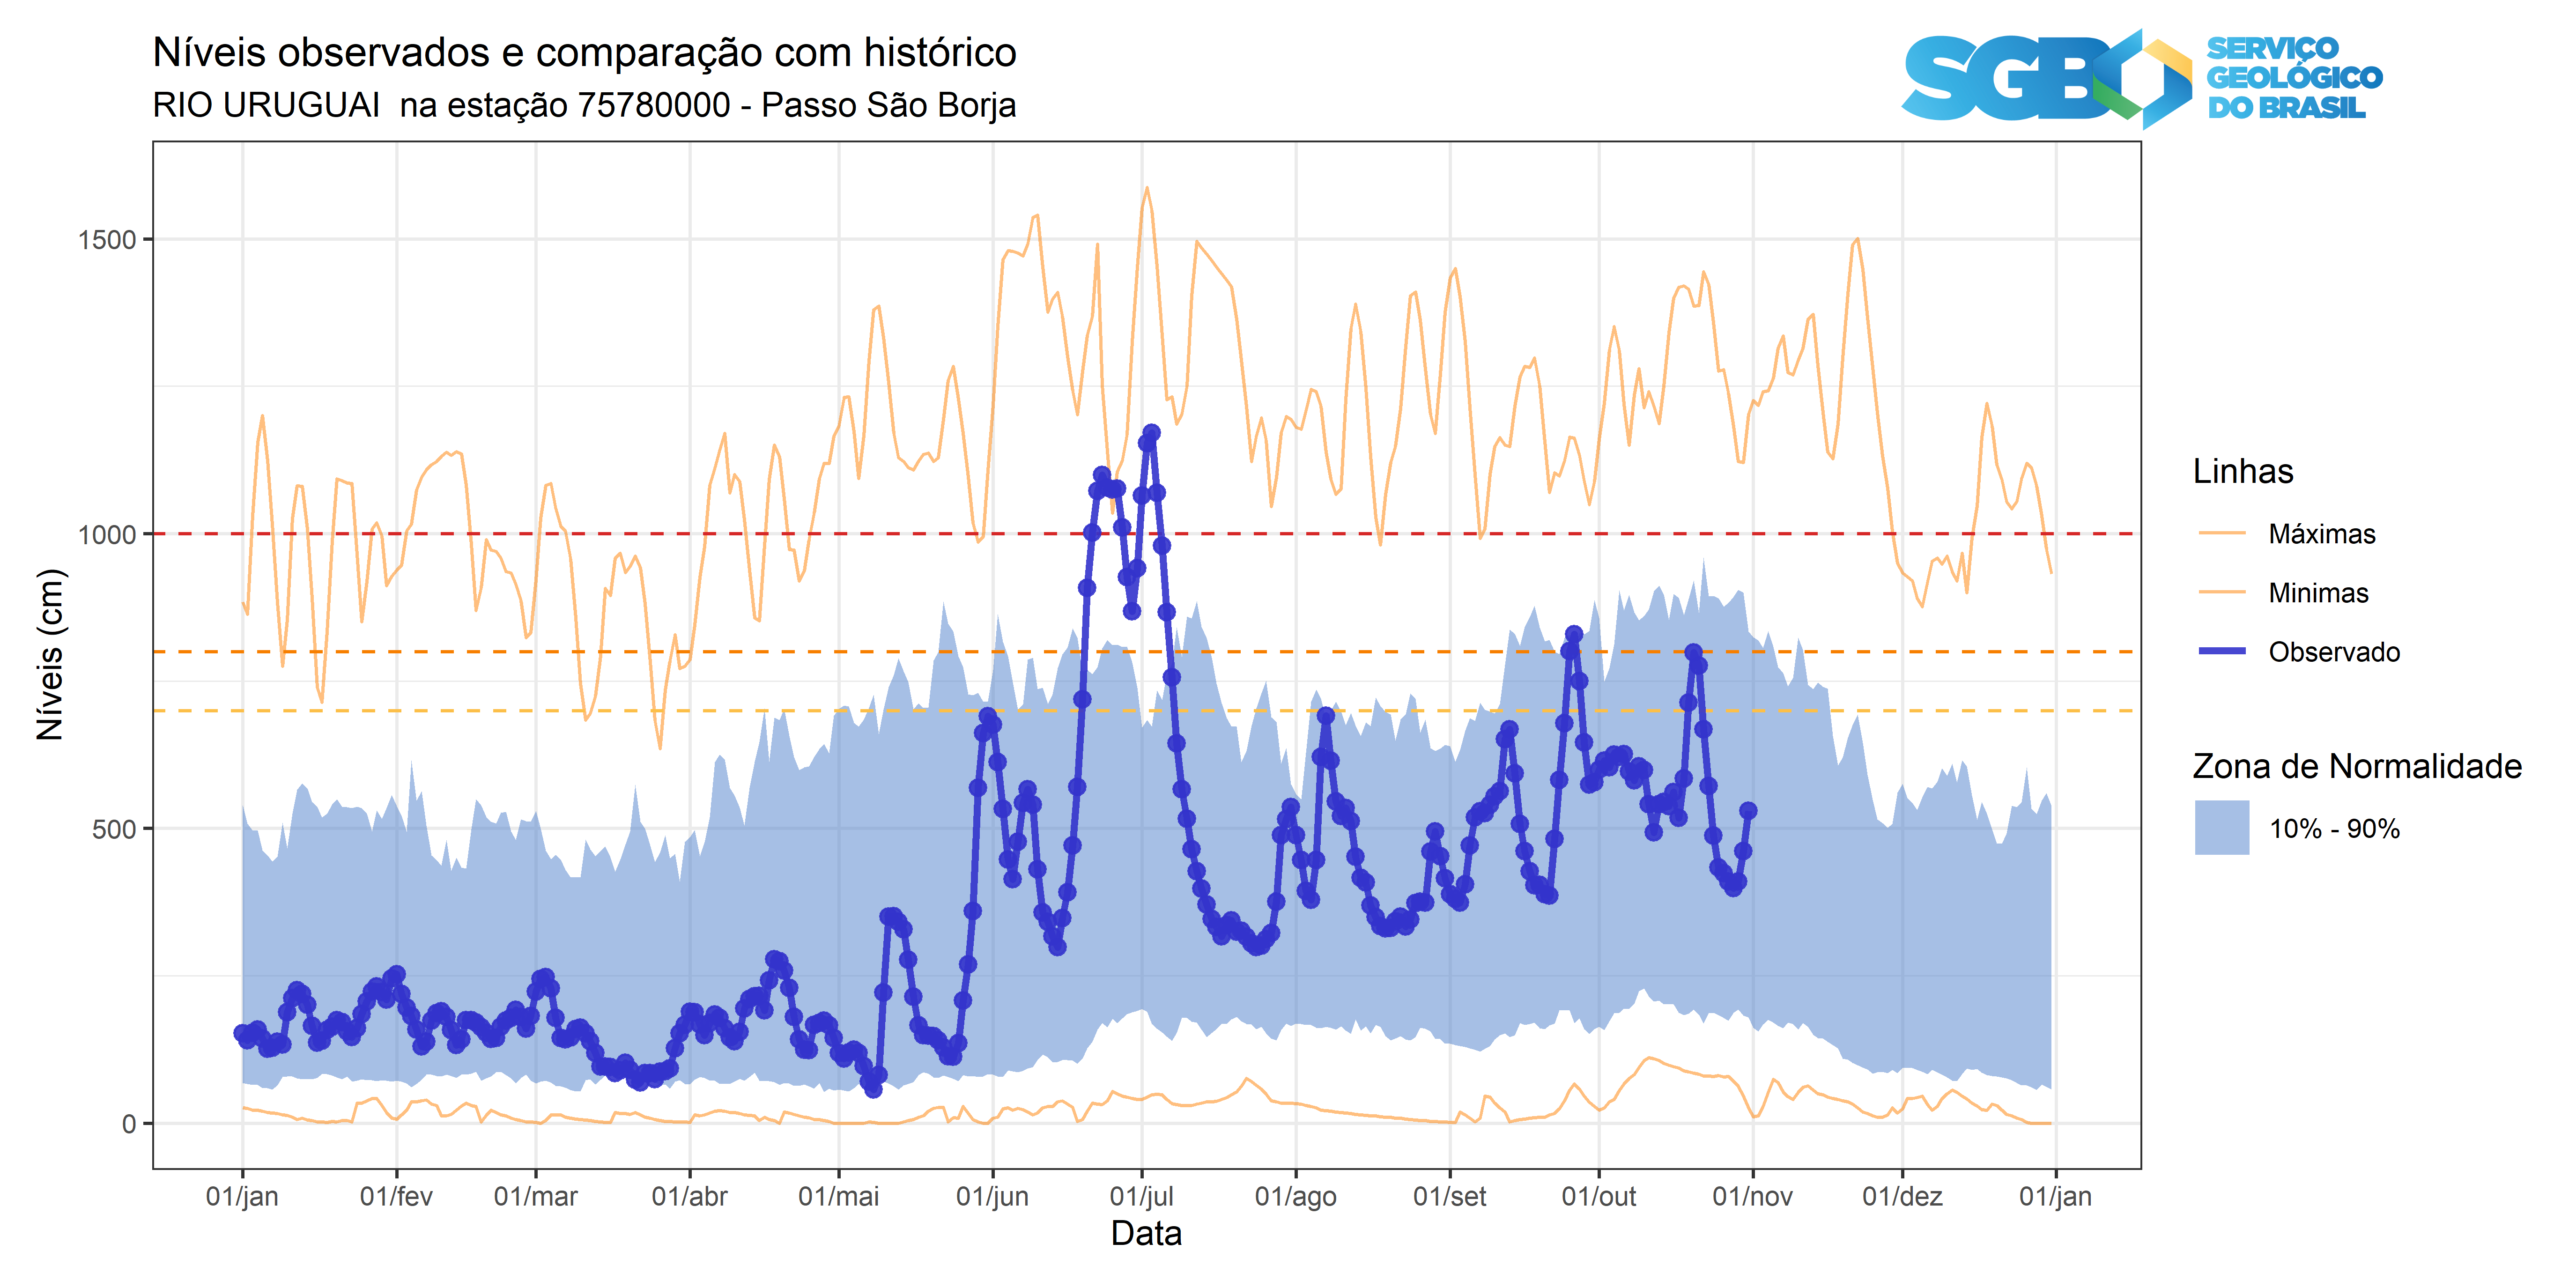 Níveis observados e comparação com histórico
RIO URUGUAI  na estação 75780000 - Passo São Borja
SGB
SERVIÇO
GEOLÓGICO
DO BRASIL
Níveis (cm)
1500
1000
500
0
01/jan
01/fev
01/mar
01/abr
01/mai
01/jun
01/jul
01/ago
01/set
01/out
01/nov
01/dez
01/jan
Data
Linhas
Máximas
Minimas
Observado
Zona de Normalidade
10% - 90%